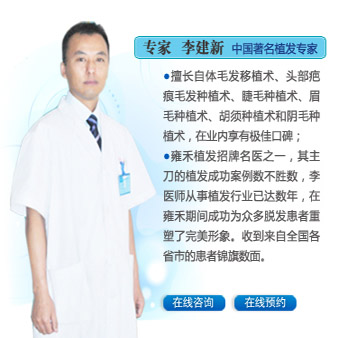 专家 李建新 中国著名植发专家
●擅长自体毛发移植术、头部疤
痕毛发种植术、睫毛种植术、眉
毛种植术、胡须种植术和阴毛种
植术，在业内享有极佳口碑；
●雍禾植发招牌名医之一，其主
刀的植发成功案例数不胜数，李
医师从事植发行业已达数年，在
雍禾期间成功为众多脱发患者重
塑了完美形象。收到来自全国各
省市的患者锦旗数面。
在线咨询 在线预约